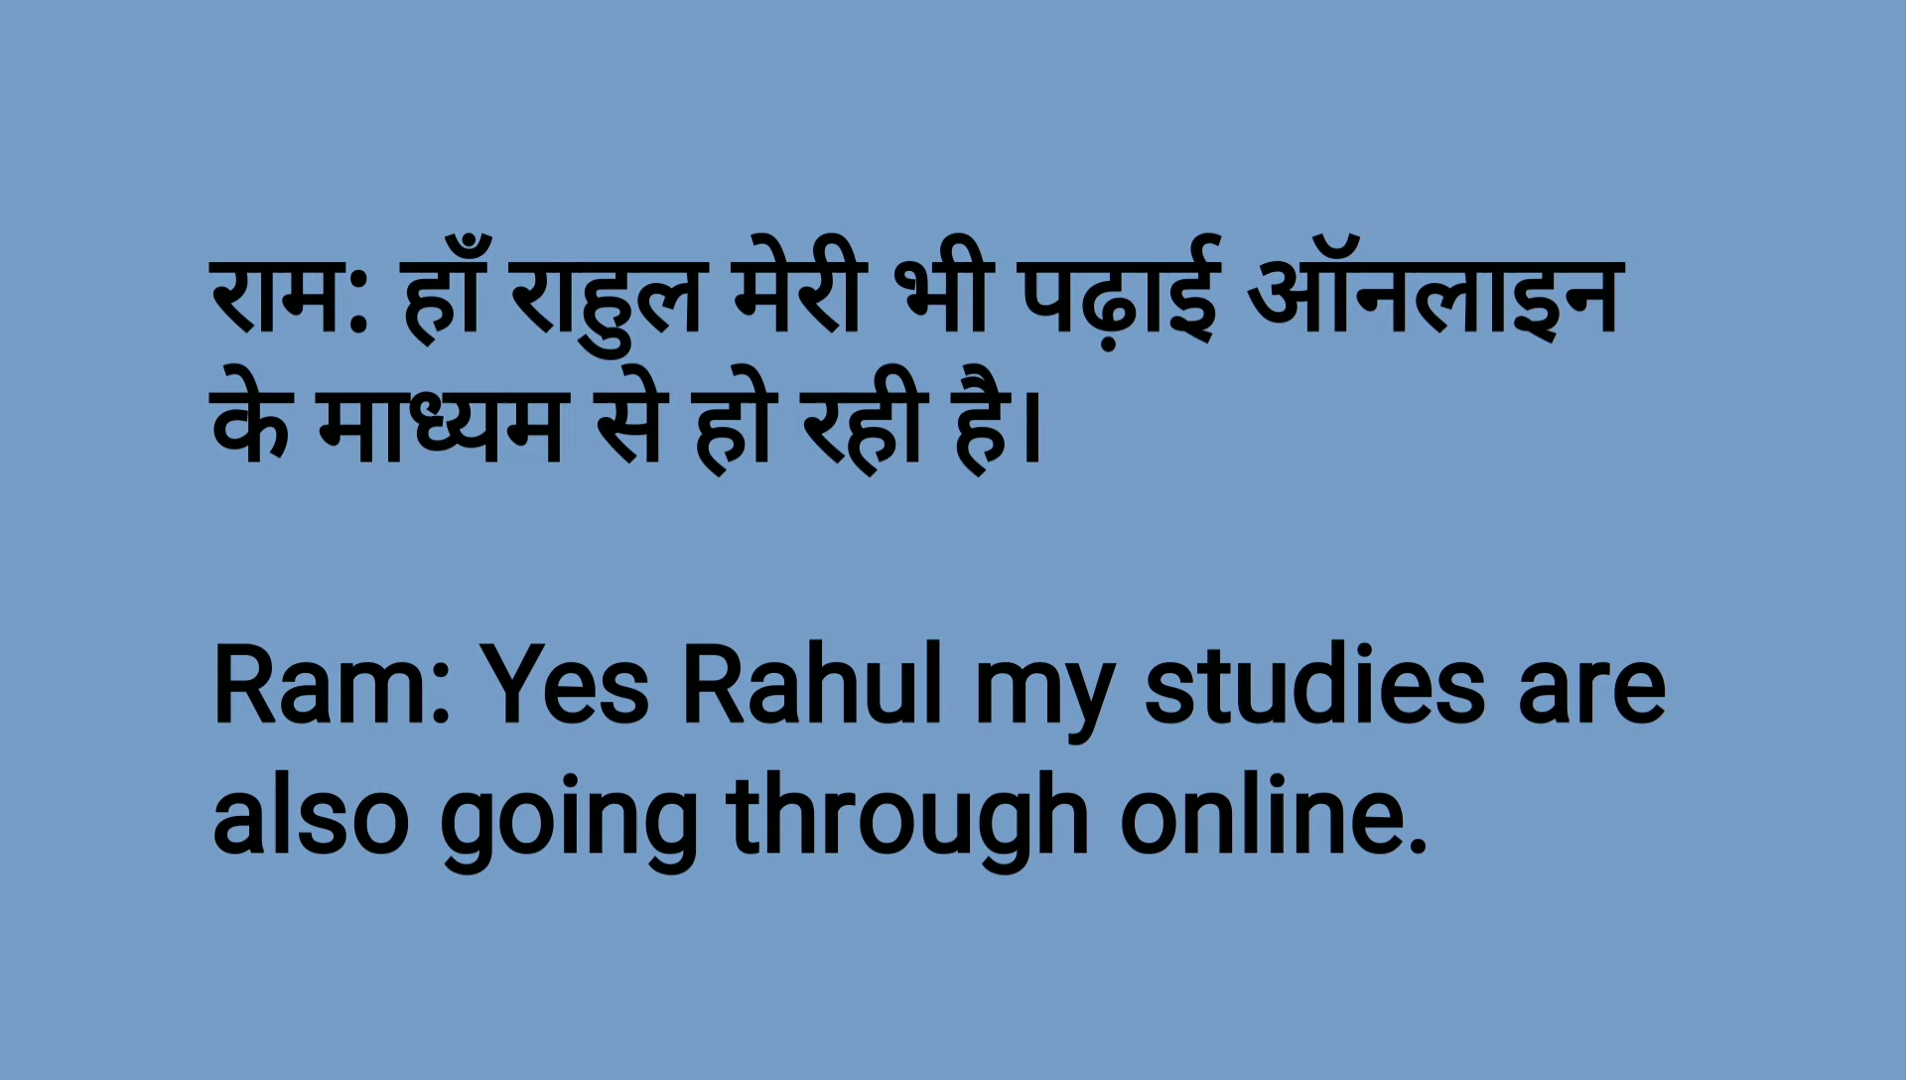 राम: हाँ राहुल मेरी भी पढ़ाई ऑनलाइन
के माध्यम से हो रही है।
Ram: Yes Rahul my studies are
also going through online.